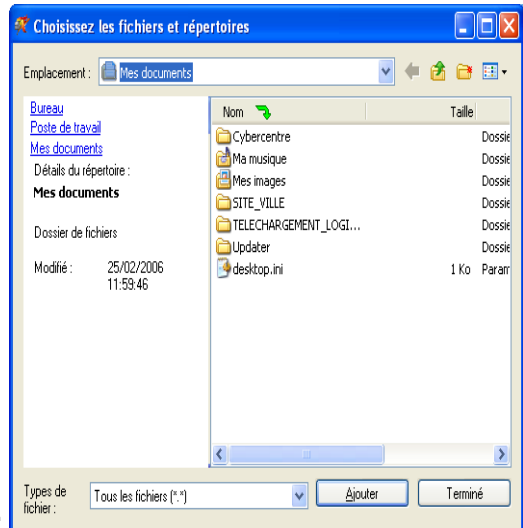 Choisissez les fichiers et répertoires
Emplacement : Mes documents
Bureau
Poste de travail
Mes documents
Détails du répertoire :
Mes documents
Dossier de fichiers
Modifié : 25/02/2006
11:59:46
Nom Taille
Cybercentre Dossie
Ma musique Dossie
Mes images Dossie
SITE_VILLE Dossie
TELECHARGEMENT_LOGI... Dossie
Updater Dossie
desktop.ini 1 Ko Param
Types de
fichier :
Tous les fichiers (*.*)
Ajouter
Terminé